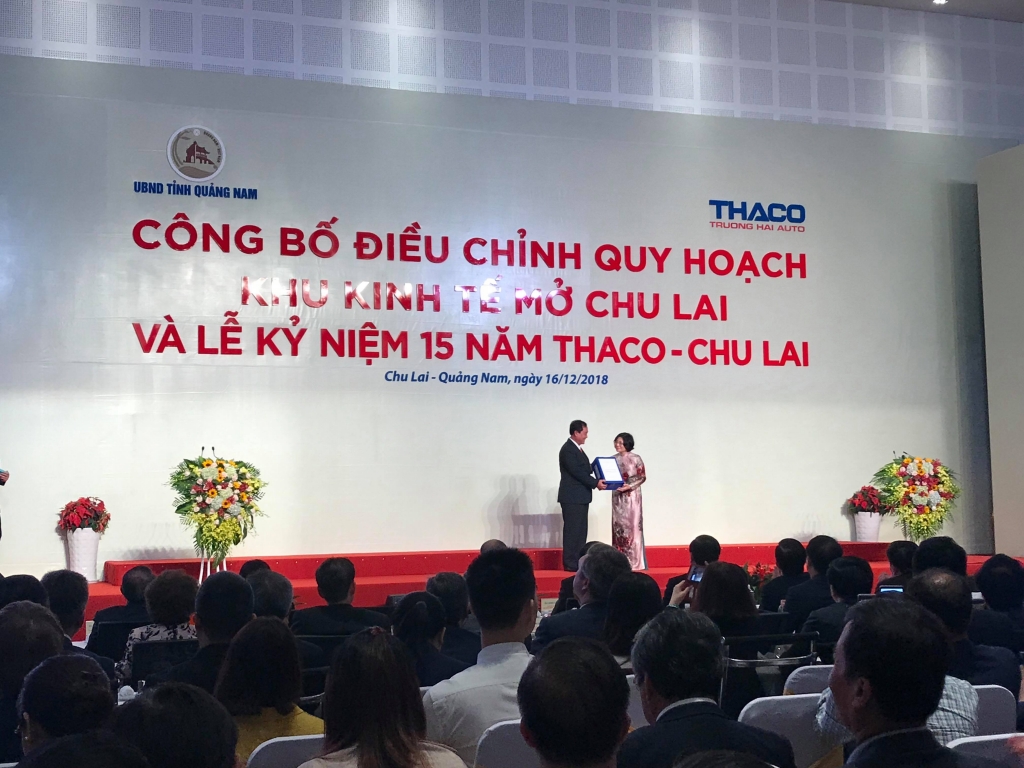 UBND TỈNH QUẢNG NAM
THACO
TRUONG HAI AUTO
CÔNG BỐ ĐIỀU CHỈNH QUY HOẠCH
KHU KINH TẾ MỞ CHU LAI
VÀ LỄ KỶ NIỆM 15 NĂM THACO - CHU LAI
Chu Lai - Quảng Nam, ngày 16/12/2018